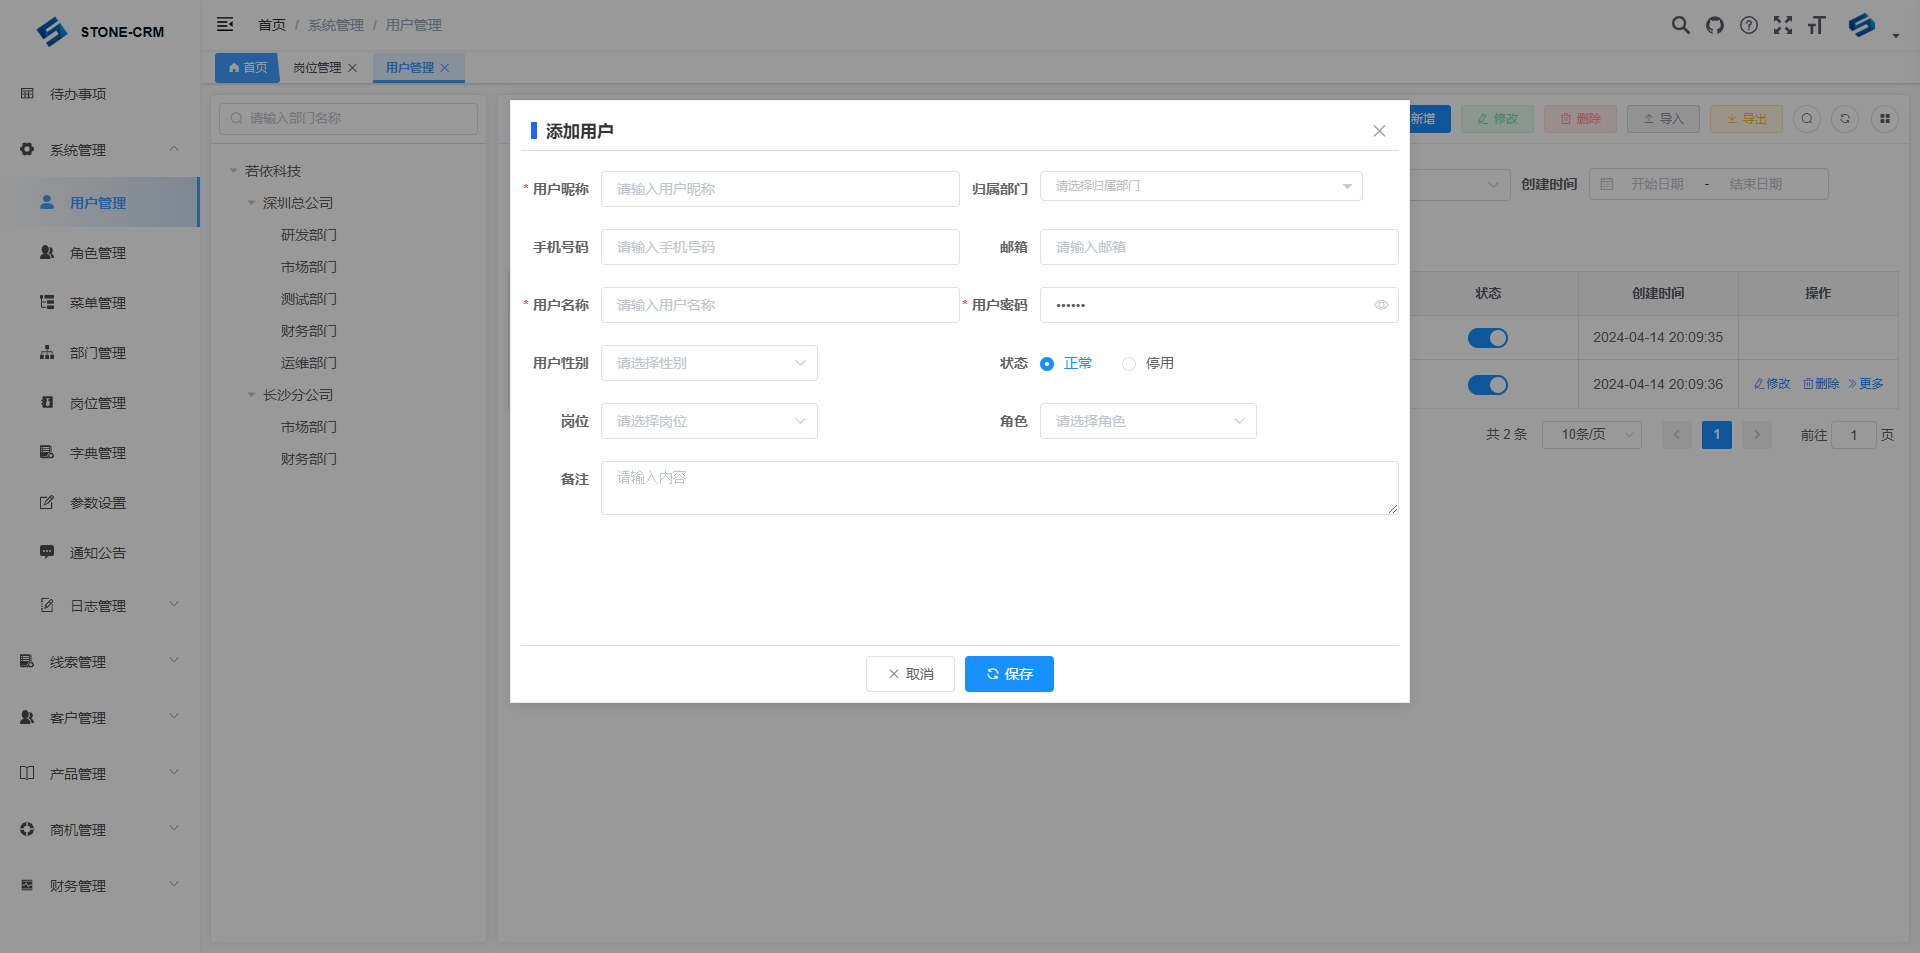 STONE-CRM
首页 / 系统管理 / 用户管理
首页
岗位管理
用户管理
待办事项
系统管理
用户管理
角色管理
菜单管理
部门管理
岗位管理
字典管理
参数设置
通知公告
日志管理
线索管理
客户管理
产品管理
商机管理
财务管理
请输入部门名称
若依科技
深圳总公司
研发部门
市场部门
测试部门
财务部门
运维部门
长沙分公司
市场部门
财务部门
新增 修改 删除 导入 导出
创建时间 开始日期 - 结束日期
状态 创建时间 操作
2024-04-14 20:09:35
2024-04-14 20:09:36 修改 删除 更多
共 2 条 10条/页 1 前往 1 页
添加用户
* 用户昵称 请输入用户昵称 归属部门 请选择归属部门
手机号码 请输入手机号码 邮箱 请输入邮箱
* 用户名称 请输入用户名称 * 用户密码 ••••••
用户性别 请选择性别 状态 正常 停用
岗位 请选择岗位 角色 请选择角色
备注 请输入内容
取消 保存